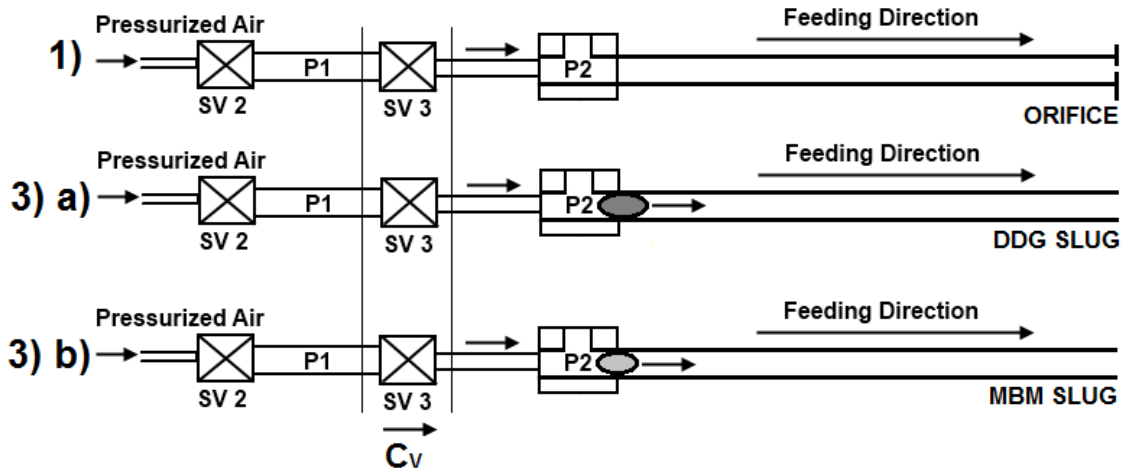 Pressurized Air
Feeding Direction
1)
P1
P2
SV 2
SV 3
ORIFICE
Pressurized Air
Feeding Direction
3) a)
P1
P2
SV 2
SV 3
DDG SLUG
Pressurized Air
Feeding Direction
3) b)
P1
P2
SV 2
SV 3
MBM SLUG
Cv